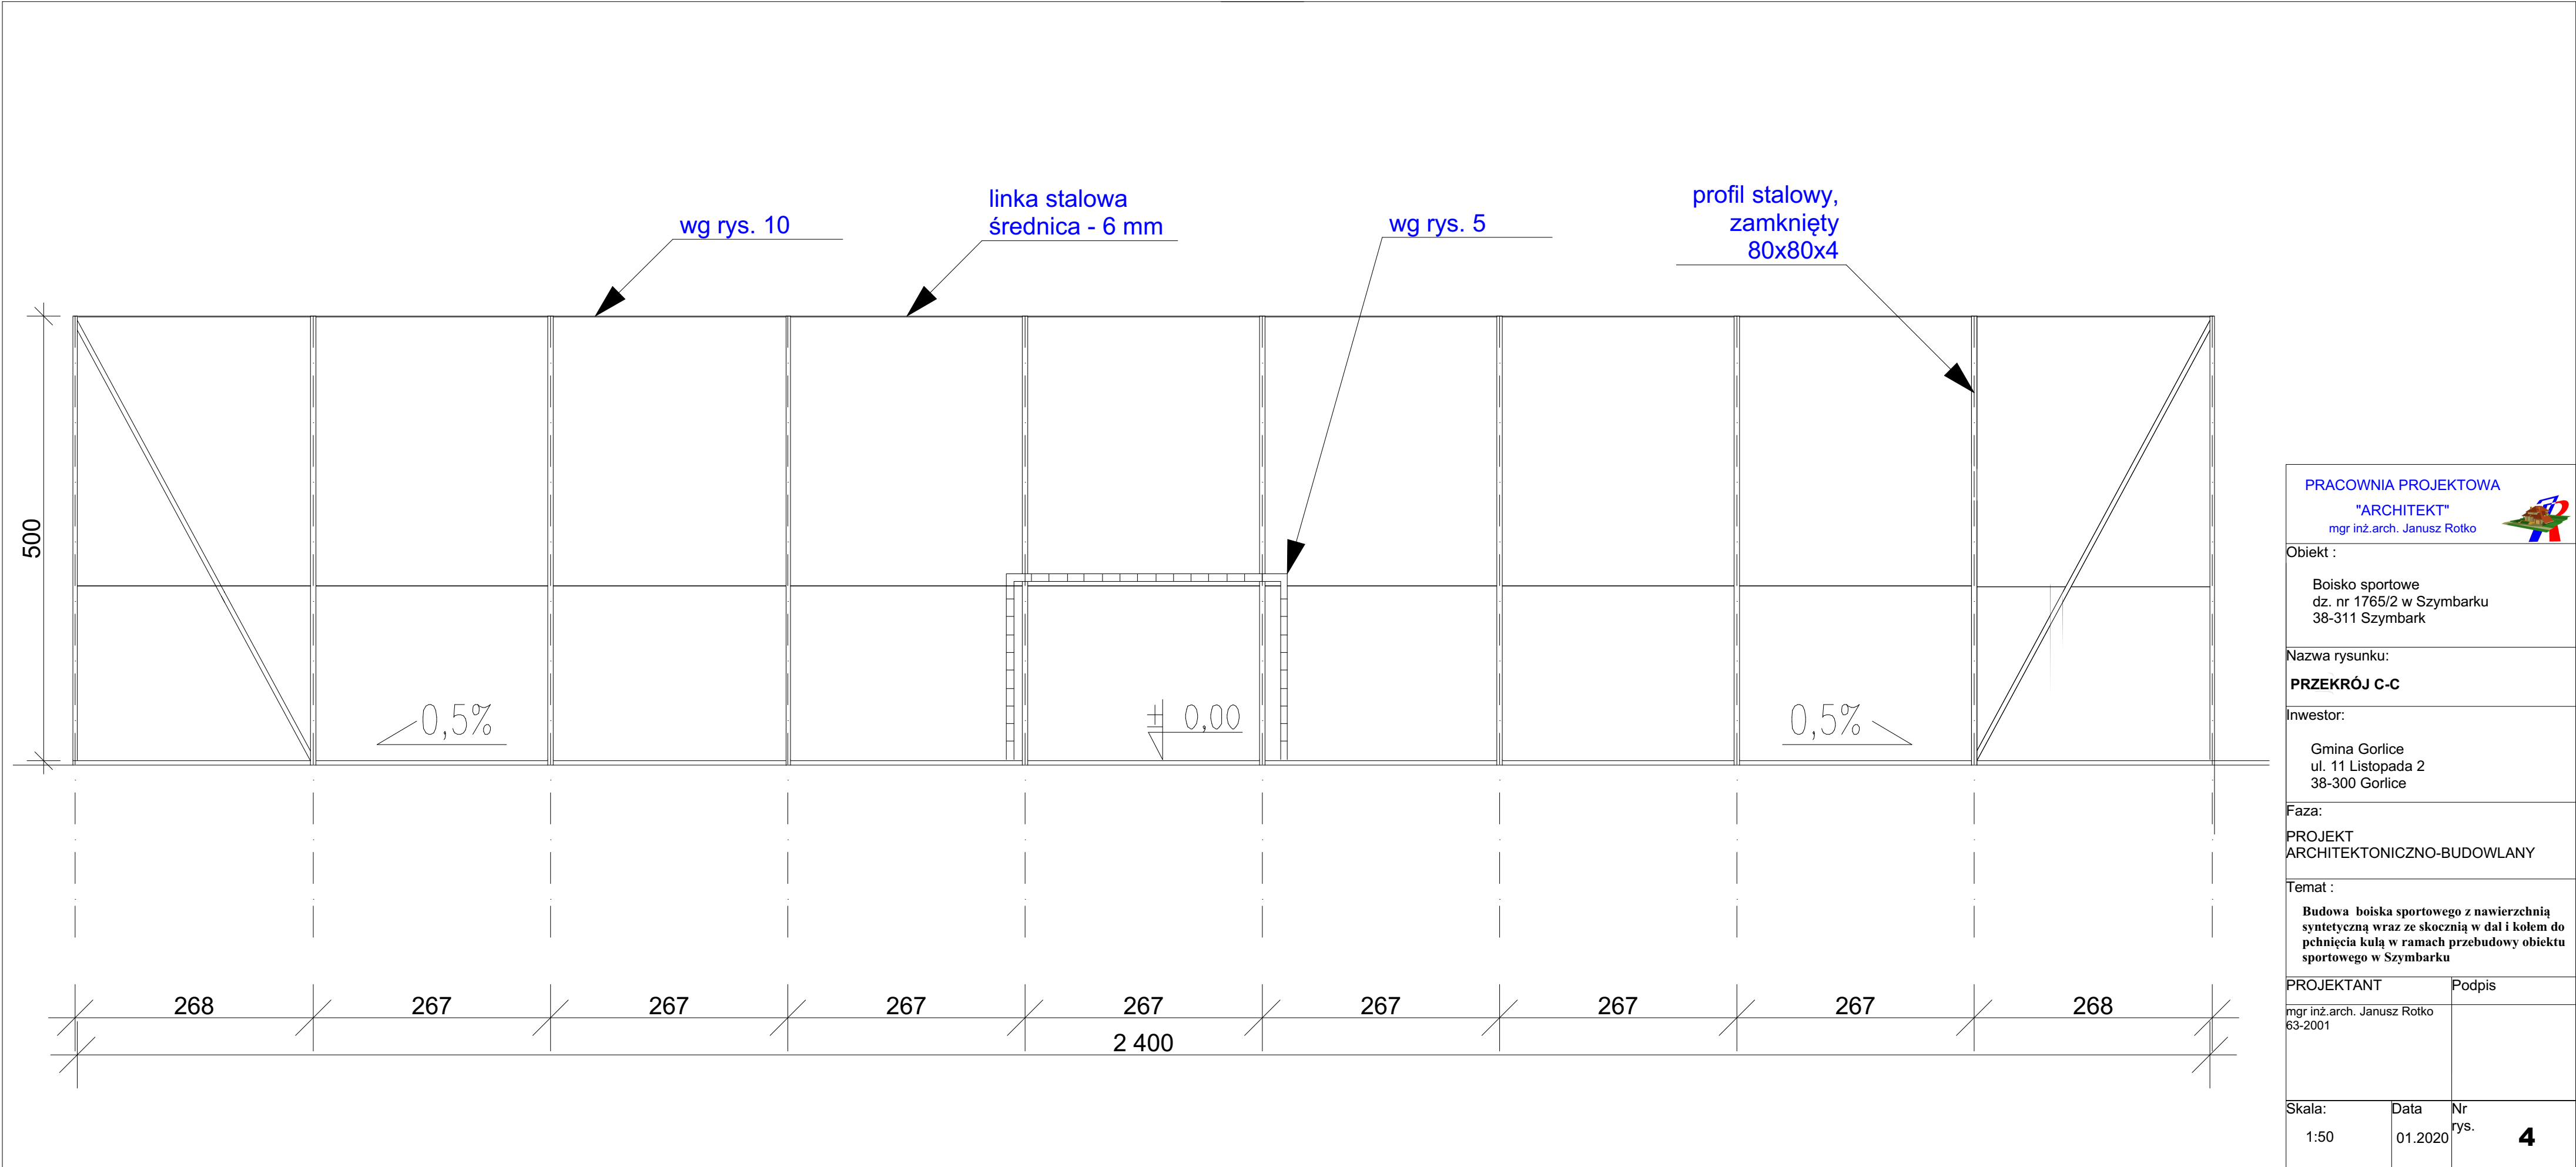 wg rys. 10
linka stalowa
średnica - 6 mm
wg rys. 5
profil stalowy,
zamknięty
80x80x4
500
0,5%
± 0,00
0,5%
268
267
267
267
267
267
267
267
268
2 400
PRACOWNIA PROJEKTOWA
"ARCHITEKT"
mgr inż.arch. Janusz Rotko
Obiekt :
Boisko sportowe
dz. nr 1765/2 w Szymbarku
38-311 Szymbark
Nazwa rysunku:
PRZEKRÓJ C-C
Inwestor:
Gmina Gorlice
ul. 11 Listopada 2
38-300 Gorlice
Faza:
PROJEKT
ARCHITEKTONICZNO-BUDOWLANY
Temat :
Budowa boiska sportowego z nawierzchnią
syntetyczną wraz ze skocznią w dal i kołem do
pchnięcia kulą w ramach przebudowy obiektu
sportowego w Szymbarku
PROJEKTANT Podpis
mgr inż.arch. Janusz Rotko
63-2001
Skala: Data Nr
rys.
1:50 01.2020 4